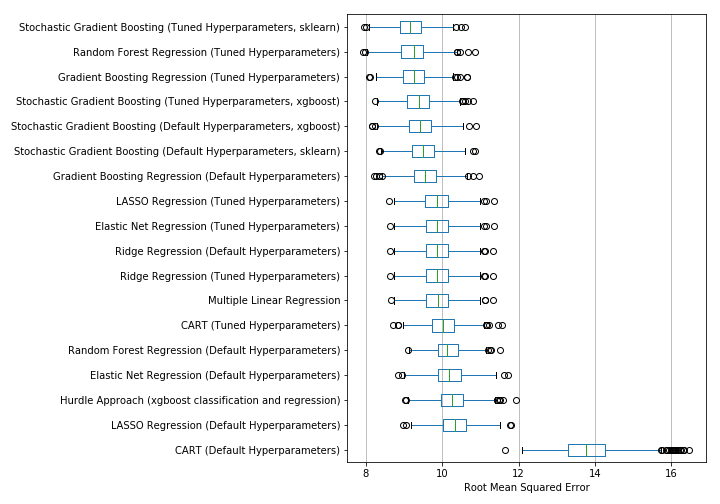 Stochastic Gradient Boosting (Tuned Hyperparameters, sklearn)
Random Forest Regression (Tuned Hyperparameters)
Gradient Boosting Regression (Tuned Hyperparameters)
Stochastic Gradient Boosting (Tuned Hyperparameters, xgboost)
Stochastic Gradient Boosting (Default Hyperparameters, xgboost)
Stochastic Gradient Boosting (Default Hyperparameters, sklearn)
Gradient Boosting Regression (Default Hyperparameters)
LASSO Regression (Tuned Hyperparameters)
Elastic Net Regression (Tuned Hyperparameters)
Ridge Regression (Default Hyperparameters)
Ridge Regression (Tuned Hyperparameters)
Multiple Linear Regression
CART (Tuned Hyperparameters)
Random Forest Regression (Default Hyperparameters)
Elastic Net Regression (Default Hyperparameters)
Hurdle Approach (xgboost classification and regression)
LASSO Regression (Default Hyperparameters)
CART (Default Hyperparameters)
8 10 12 14 16
Root Mean Squared Error